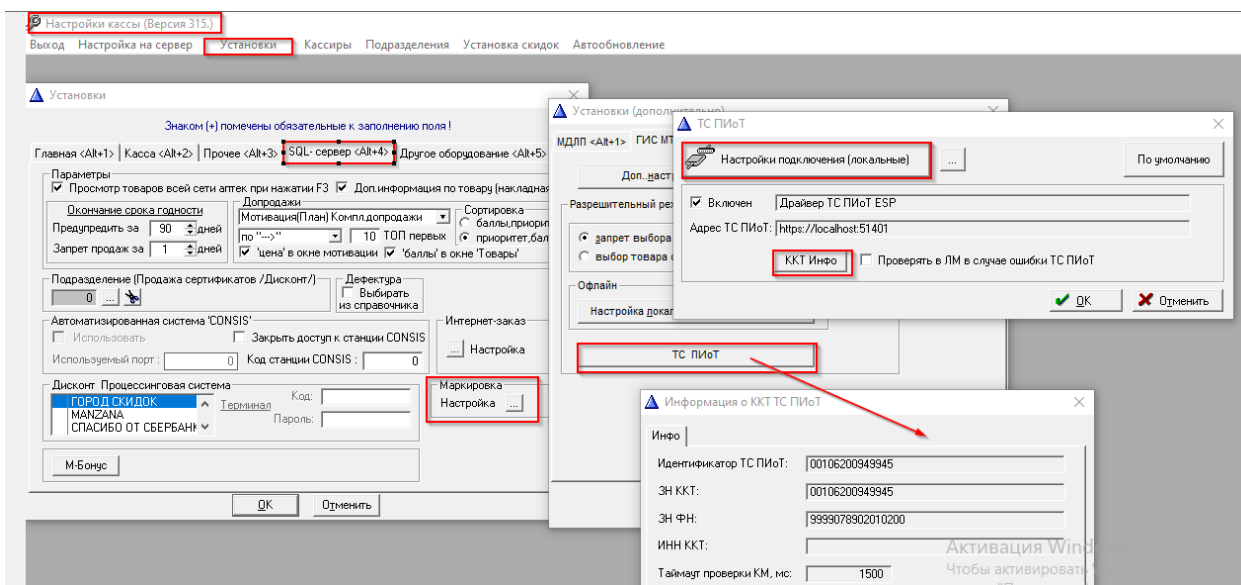 Настройки кассы (Версия 315.)
Выход Настройка на сервер Установки Кассиры Подразделения Установка скидок Автообновление
Установки
Знаком (+) помечены обязательные к заполнению поля !
Главная <Alt+1> Касса <Alt+2> Прочее <Alt+3> SQL- сервер <Alt+4> Другое оборудование <Alt+5>
Параметры
Просмотр товаров всей сети аптек при нажатии F3 Доп.информация по товару (накладная
Окончание срока годности
Предупредить за 90 дней
Запрет продаж за 1 дней
Допродажи
Мотивация(План) Компл.допродажи
по "--->" 10 ТОП первых
'цена' в окне мотивации 'баллы' в окне 'Товары'
Сортировка
баллы,приори
приоритет,бал
Подразделение (Продажа сертификатов /Дисконт/)
0 ...
Дефектура
Выбирать
из справочника
Автоматизированная система 'CONSIS'
Использовать Закрыть доступ к станции CONSIS
Используемый порт : 0 Код станции CONSIS : 0
Интернет-заказ
... Настройка
Дисконт Процессинговая система
ГОРОД СКИДОК
MANZANA
СПАСИБО ОТ СБЕРБАНК
Терминал
Код:
Пароль:
Маркировка
Настройка ...
М-Бонус
OK Отменить
Установки (дополнительно)
МДЛП <Alt+1> ГИС МТ
Доп..наст
Разрешительный ре
запрет выбора
выбор товара
Офлайн
Настройка локал
ТС ПИоТ
ТС ПИоТ
Настройки подключения (локальные) ... По умолчанию
Включен Драйвер ТС ПИоТ ESP
Адрес ТС ПИоТ: https://localhost:51401
ККТ Инфо Проверять в ЛМ в случае ошибки ТС ПИоТ
OK Отменить
Информация о ККТ ТС ПИоТ
Инфо
Идентификатор ТС ПИоТ: 00106200949945
ЗН ККТ: 00106200949945
ЗН ФН: 9999078902010200
ИНН ККТ:
Таймаут проверки КМ, мс: 1500
Активация Wind
Чтобы активировать